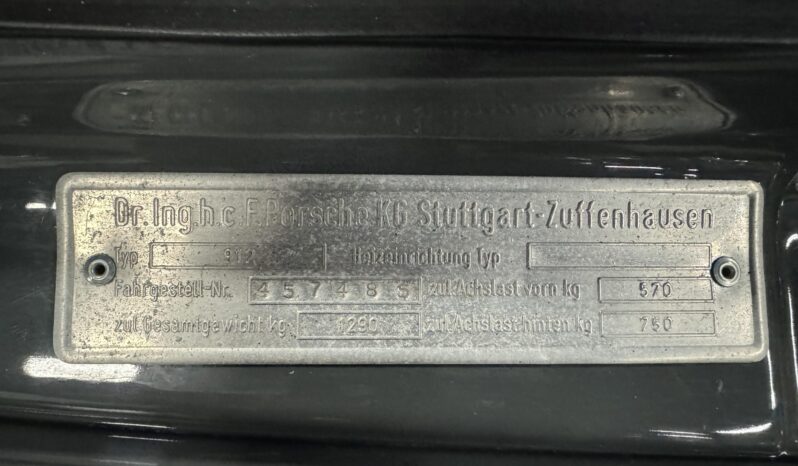 Dr. Ing. h. c. F. Porsche KG Stuttgart-Zuffenhausen
Typ 912 Heizeinrichtung Typ
Fahrgestell-Nr. 457485 zul. Achslast vorn kg 570
zul. Gesamtgewicht kg 1290 zul. Achslast hinten kg 750